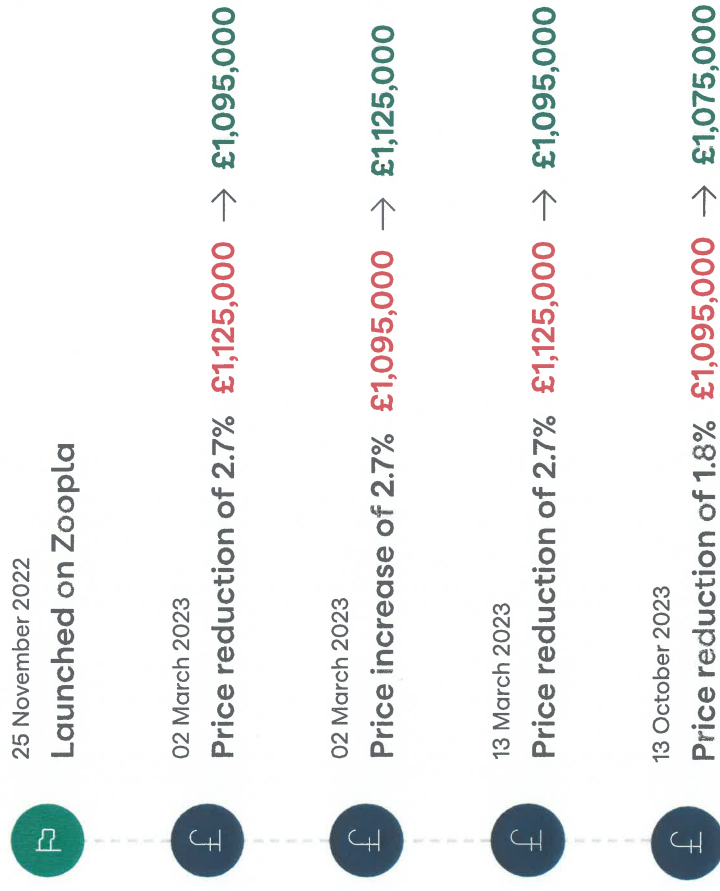 25 November 2022
Launched on Zoopla
02 March 2023
Price reduction of 2.7% £1,125,000 → £1,095,000
02 March 2023
Price increase of 2.7% £1,095,000 → £1,125,000
13 March 2023
Price reduction of 2.7% £1,125,000 → £1,095,000
13 October 2023
Price reduction of 1.8% £1,095,000 → £1,075,000